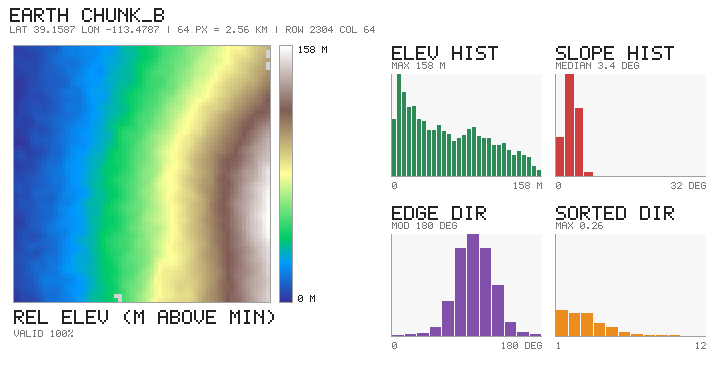 EARTH CHUNK_B
LAT 39.1587 LON -113.4787 | 64 PX = 2.56 KM | ROW 2304 COL 64
158 M
0 M
REL ELEV (M ABOVE MIN)
VALID 100%
ELEV HIST
MAX 158 M
0 158 M
SLOPE HIST
MEDIAN 3.4 DEG
0 32 DEG
EDGE DIR
MOD 180 DEG
0 180 DEG
SORTED DIR
MAX 0.26
1 12